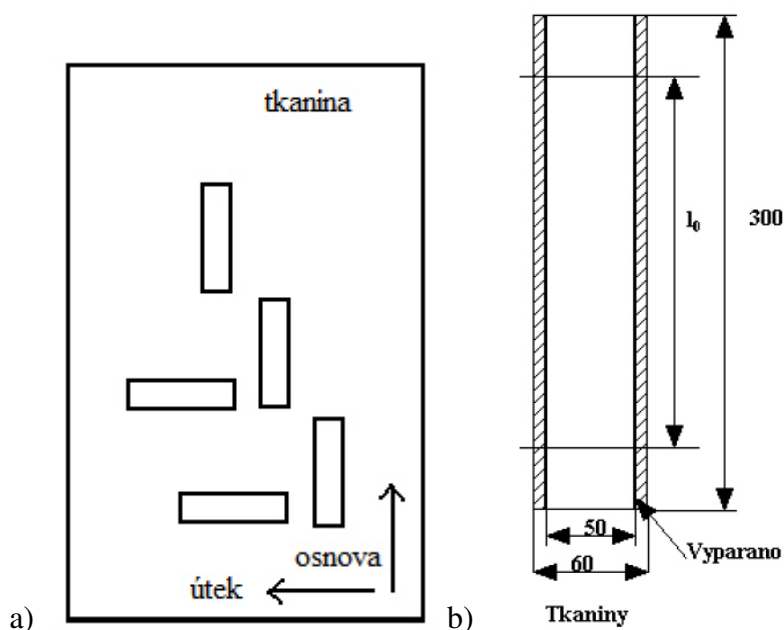 tkanina
osnova
útek
a)
l₀
300
50
60
Vyparano
b)
Tkaniny